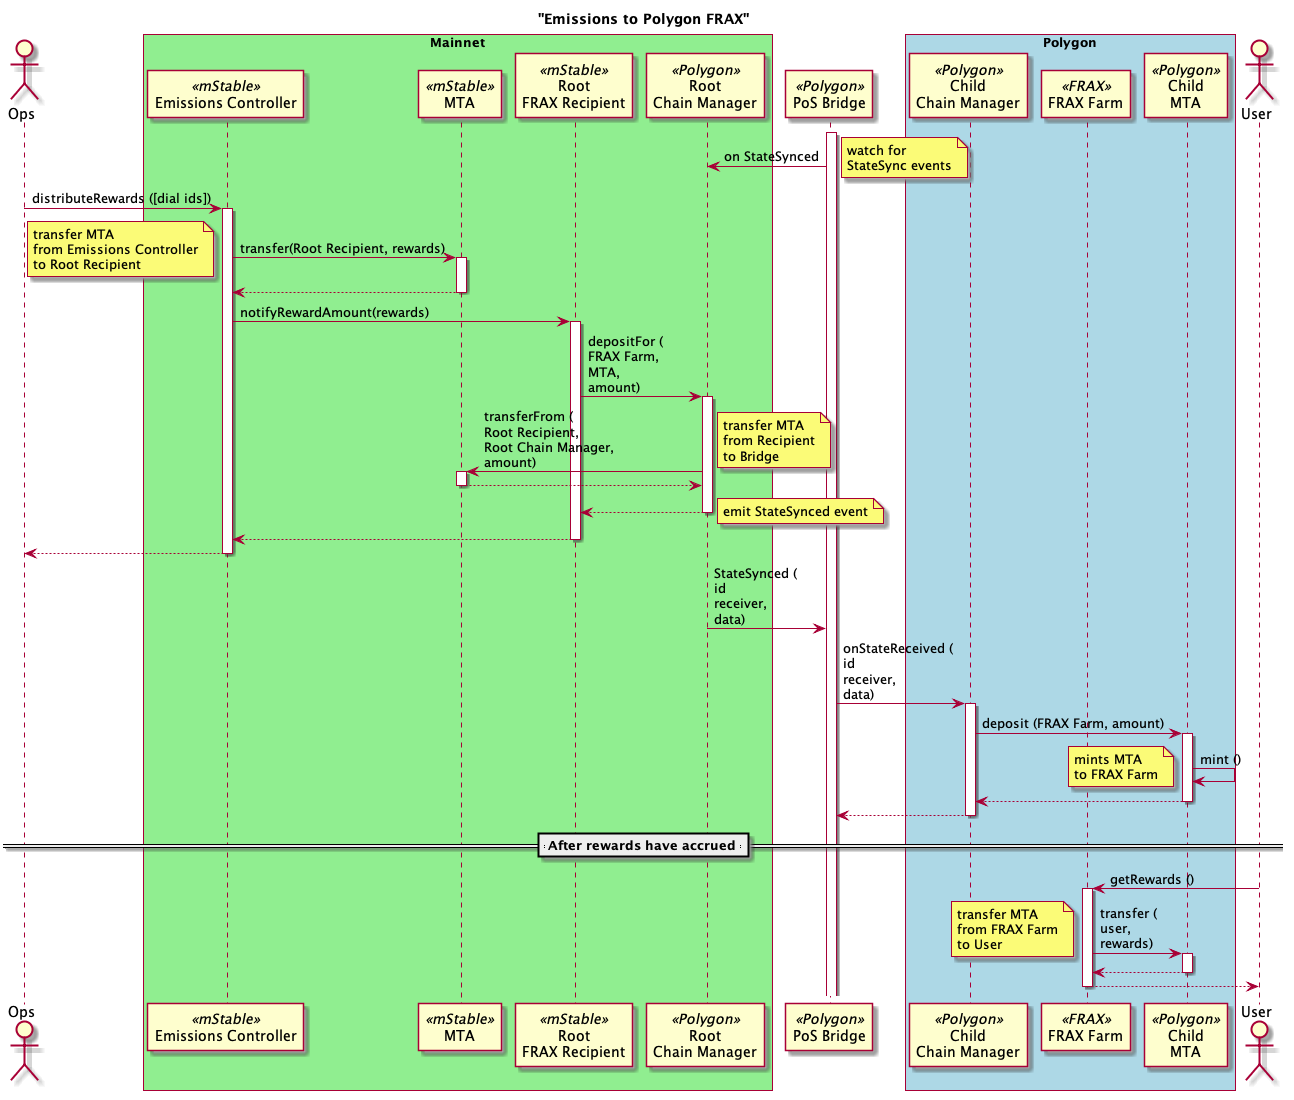 "Emissions to Polygon FRAX"
Mainnet
Polygon
Ops
«mStable»
Emissions Controller
«mStable»
MTA
«mStable»
Root
FRAX Recipient
«Polygon»
Root
Chain Manager
«Polygon»
PoS Bridge
«Polygon»
Child
Chain Manager
«FRAX»
FRAX Farm
«Polygon»
Child
MTA
User
on StateSynced
watch for
StateSync events
distributeRewards ([dial ids])
transfer MTA
from Emissions Controller
to Root Recipient
transfer(Root Recipient, rewards)
notifyRewardAmount(rewards)
depositFor (
FRAX Farm,
MTA,
amount)
transferFrom (
Root Recipient,
Root Chain Manager,
amount)
transfer MTA
from Recipient
to Bridge
emit StateSynced event
StateSynced (
id
receiver,
data)
onStateReceived (
id
receiver,
data)
deposit (FRAX Farm, amount)
mints MTA
to FRAX Farm
mint ()
After rewards have accrued
getRewards ()
transfer MTA
from FRAX Farm
to User
transfer (
user,
rewards)
Ops
«mStable»
Emissions Controller
«mStable»
MTA
«mStable»
Root
FRAX Recipient
«Polygon»
Root
Chain Manager
«Polygon»
PoS Bridge
«Polygon»
Child
Chain Manager
«FRAX»
FRAX Farm
«Polygon»
Child
MTA
User